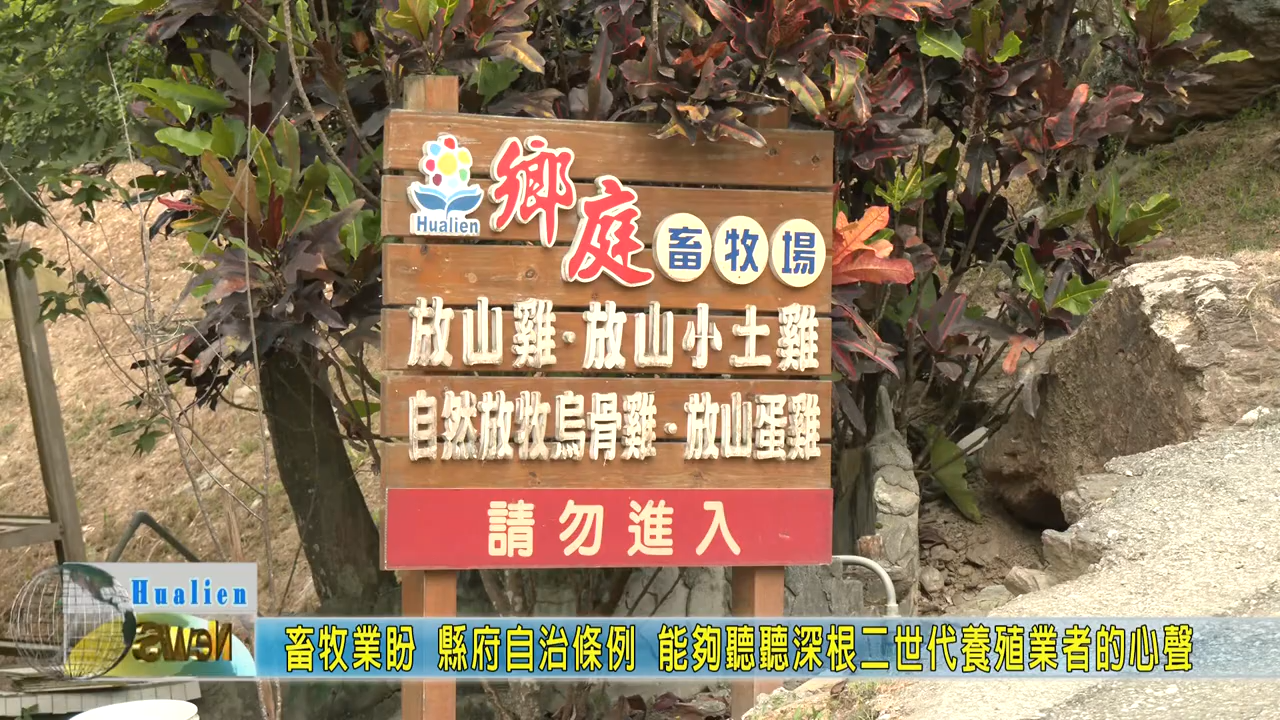 Hualien
鄉庭畜牧場
放山雞·放山小土雞
自然放牧烏骨雞·放山蛋雞
請勿進入
Hualien
News
畜牧業盼 縣府自治條例 能夠聽聽深根二世代養殖業者的心聲